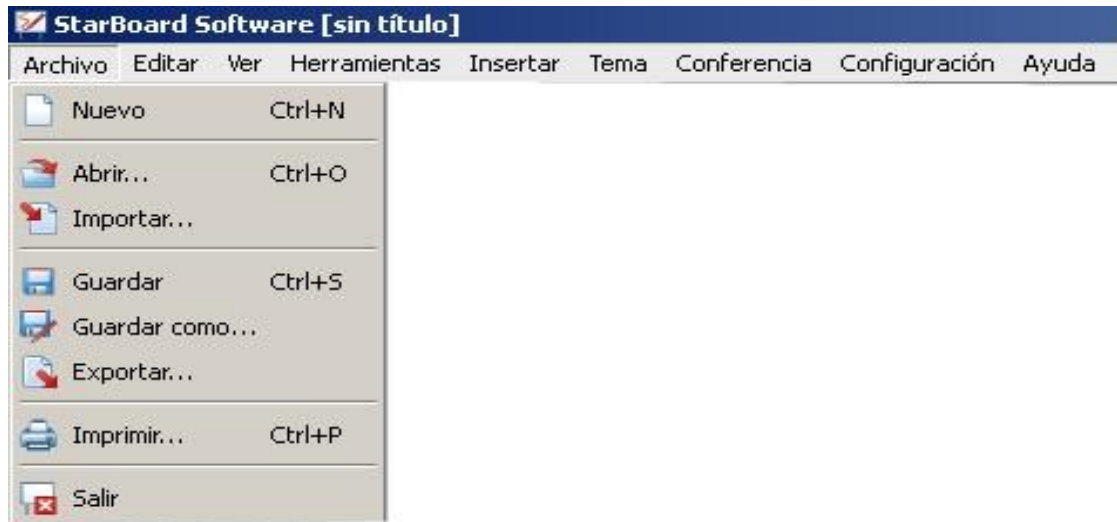 StarBoard Software [sin título]
Archivo Editar Ver Herramientas Insertar Tema Conferencia Configuración Ayuda
Nuevo Ctrl+N
Abrir... Ctrl+O
Importar...
Guardar Ctrl+S
Guardar como...
Exportar...
Imprimir... Ctrl+P
Salir